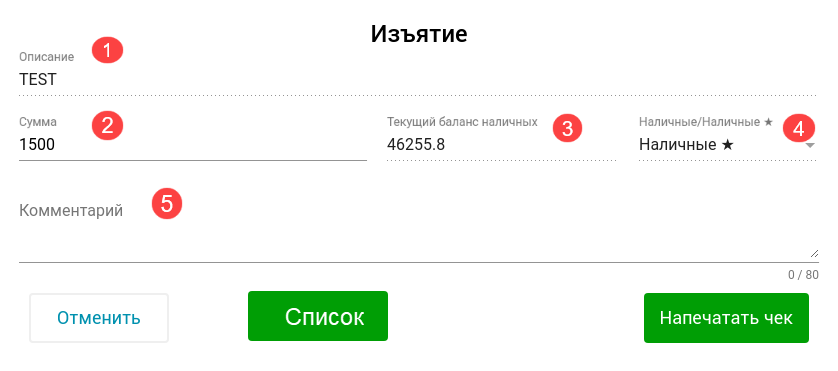 Изъятие
Описание 1
TEST
Сумма 2 Текущий баланс наличных 3 Наличные/Наличные ★ 4
1500 46255.8 Наличные ★
Комментарий 5
0 / 80
Отменить Список Напечатать чек